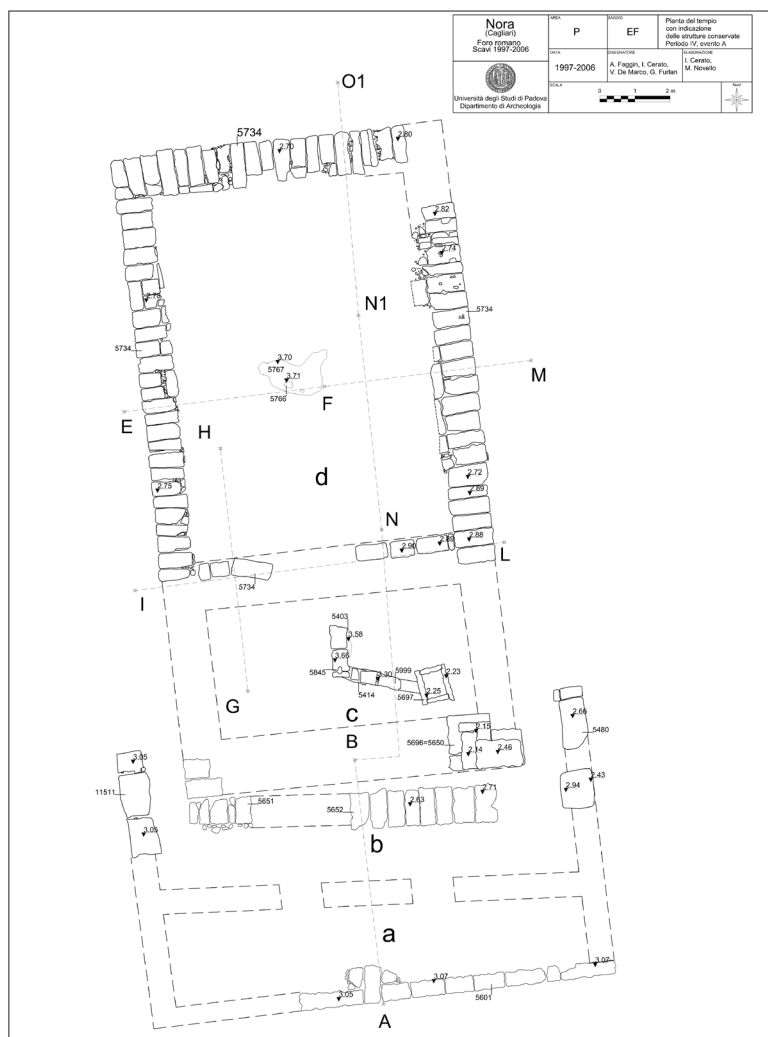 Nora
(Cagliari)
Foro romano
Scavi 1997-2006
Università degli Studi di Padova
Dipartimento di Archeologia
AREA
P
SAGGIO
EF
Pianta del tempio
con indicazione
delle strutture conservate
Periodo IV, evento A
DATA
1997-2006
DISEGNATORE
A. Faggin, I. Cerato,
V. De Marco, G. Furlan
ELABORAZIONE
I. Cerato,
M. Novello
SCALA
0 1 2 m
Nord
O1
5734
2.70
2.80
2.82
2.74
2.76
N1
5734
5734
3.70
5767
3.71
5766
F
M
E
H
d
2.72
2.89
2.75
N
2.90
2.89
2.88
L
5734
I
5403
3.58
3.66
5845
3.30
5999
2.23
5414
5697
2.25
G
c
B
2.15
5696=5650
2.14
2.46
2.66
5480
3.05
11511
2.43
2.94
5651
5652
2.63
2.71
3.05
b
a
3.07
3.07
3.05
5601
A